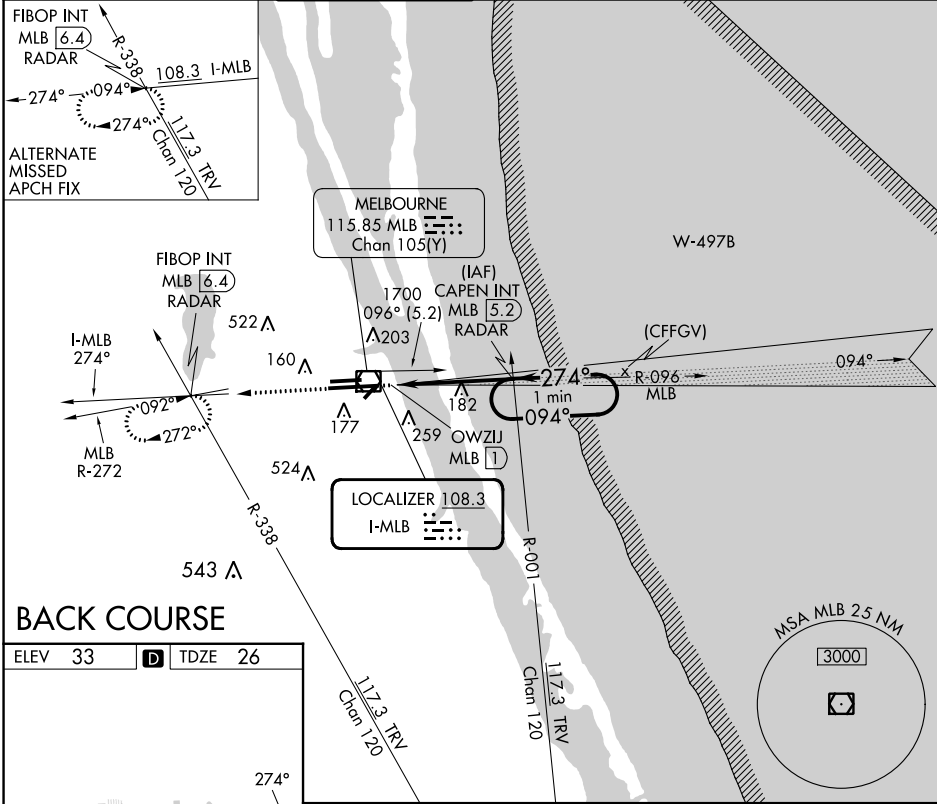 FIBOP INT
MLB 6.4
RADAR
R-338
108.3 I-MLB
274°
094°
274°
117.3 TRV
Chan 120
ALTERNATE
MISSED
APCH FIX
MELBOURNE
115.85 MLB
Chan 105(Y)
W-497B
FIBOP INT
MLB 6.4
RADAR
(IAF)
CAPEN INT
MLB 5.2
RADAR
1700
096° (5.2)
522
203
(CFFGV)
I-MLB
274°
160
094°
274°
x
R-096
MLB
1 min
094°
092°
272°
182
177
259
OWZIJ
MLB 1
MLB
R-272
524
LOCALIZER 108.3
I-MLB
R-338
R-001
543
BACK COURSE
MSA MLB 25 NM
3000
ELEV 33
D
TDZE 26
117.3 TRV
Chan 120
117.3 TRV
Chan 120
274°